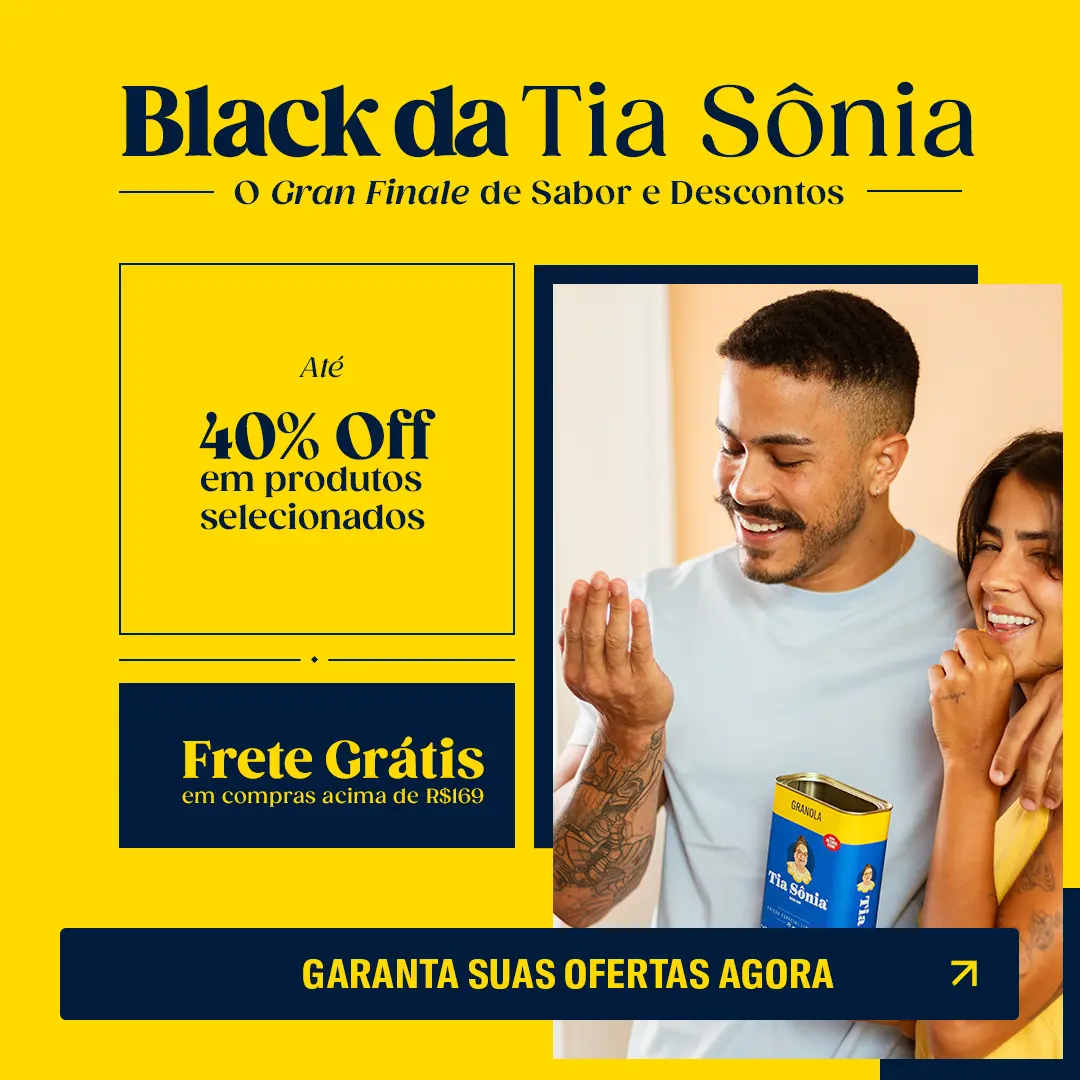 Black da Tia Sônia
O Gran Finale de Sabor e Descontos
Até
40% Off
em produtos
selecionados
Frete Grátis
em compras acima de R$169
GRANOLA
Tia Sônia
Tia
GARANTA SUAS OFERTAS AGORA